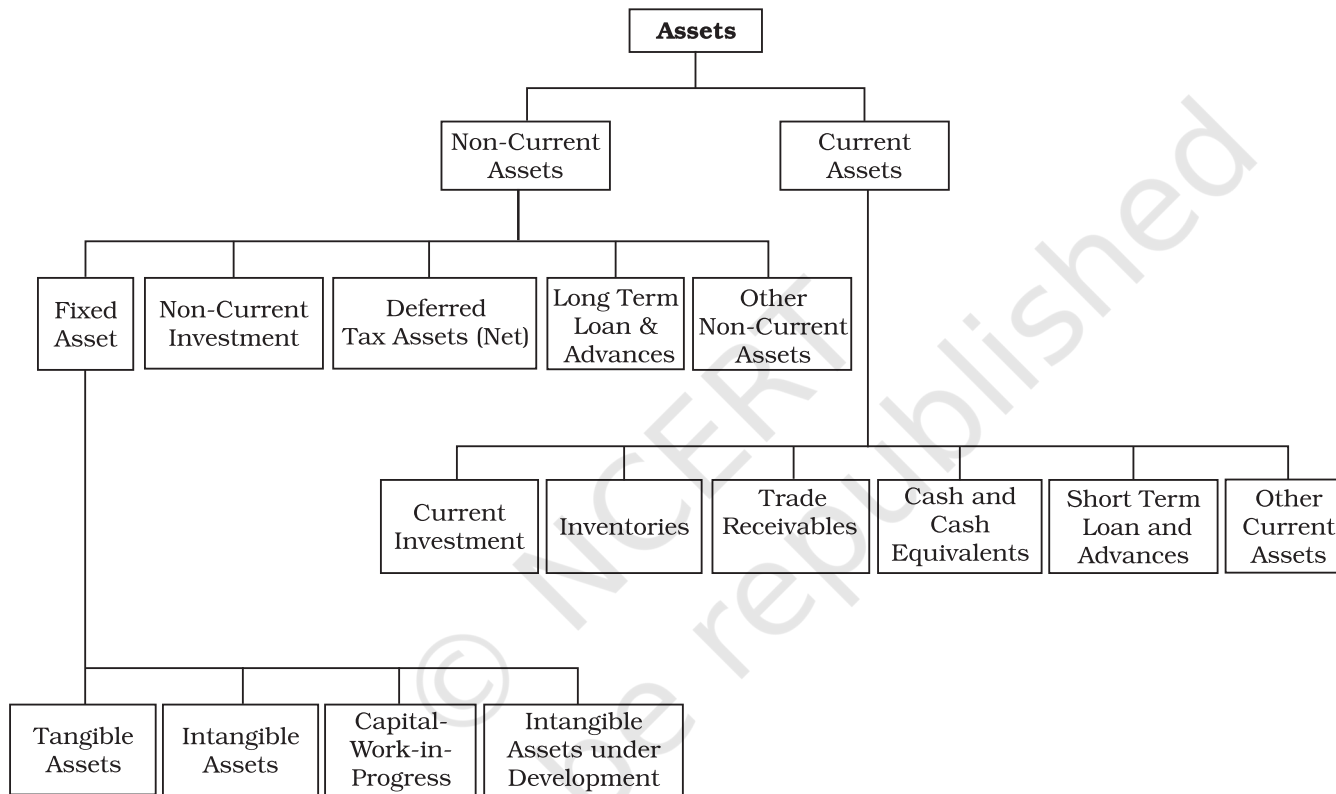 Assets
Non-Current
Assets
Current
Assets
Fixed
Asset
Non-Current
Investment
Deferred
Tax Assets (Net)
Long Term
Loan &
Advances
Other
Non-Current
Assets
Current
Investment
Inventories
Trade
Receivables
Cash and
Cash
Equivalents
Short Term
Loan and
Advances
Other
Current
Assets
Tangible
Assets
Intangible
Assets
Capital-
Work-in-
Progress
Intangible
Assets under
Development
© NCERT
be republished